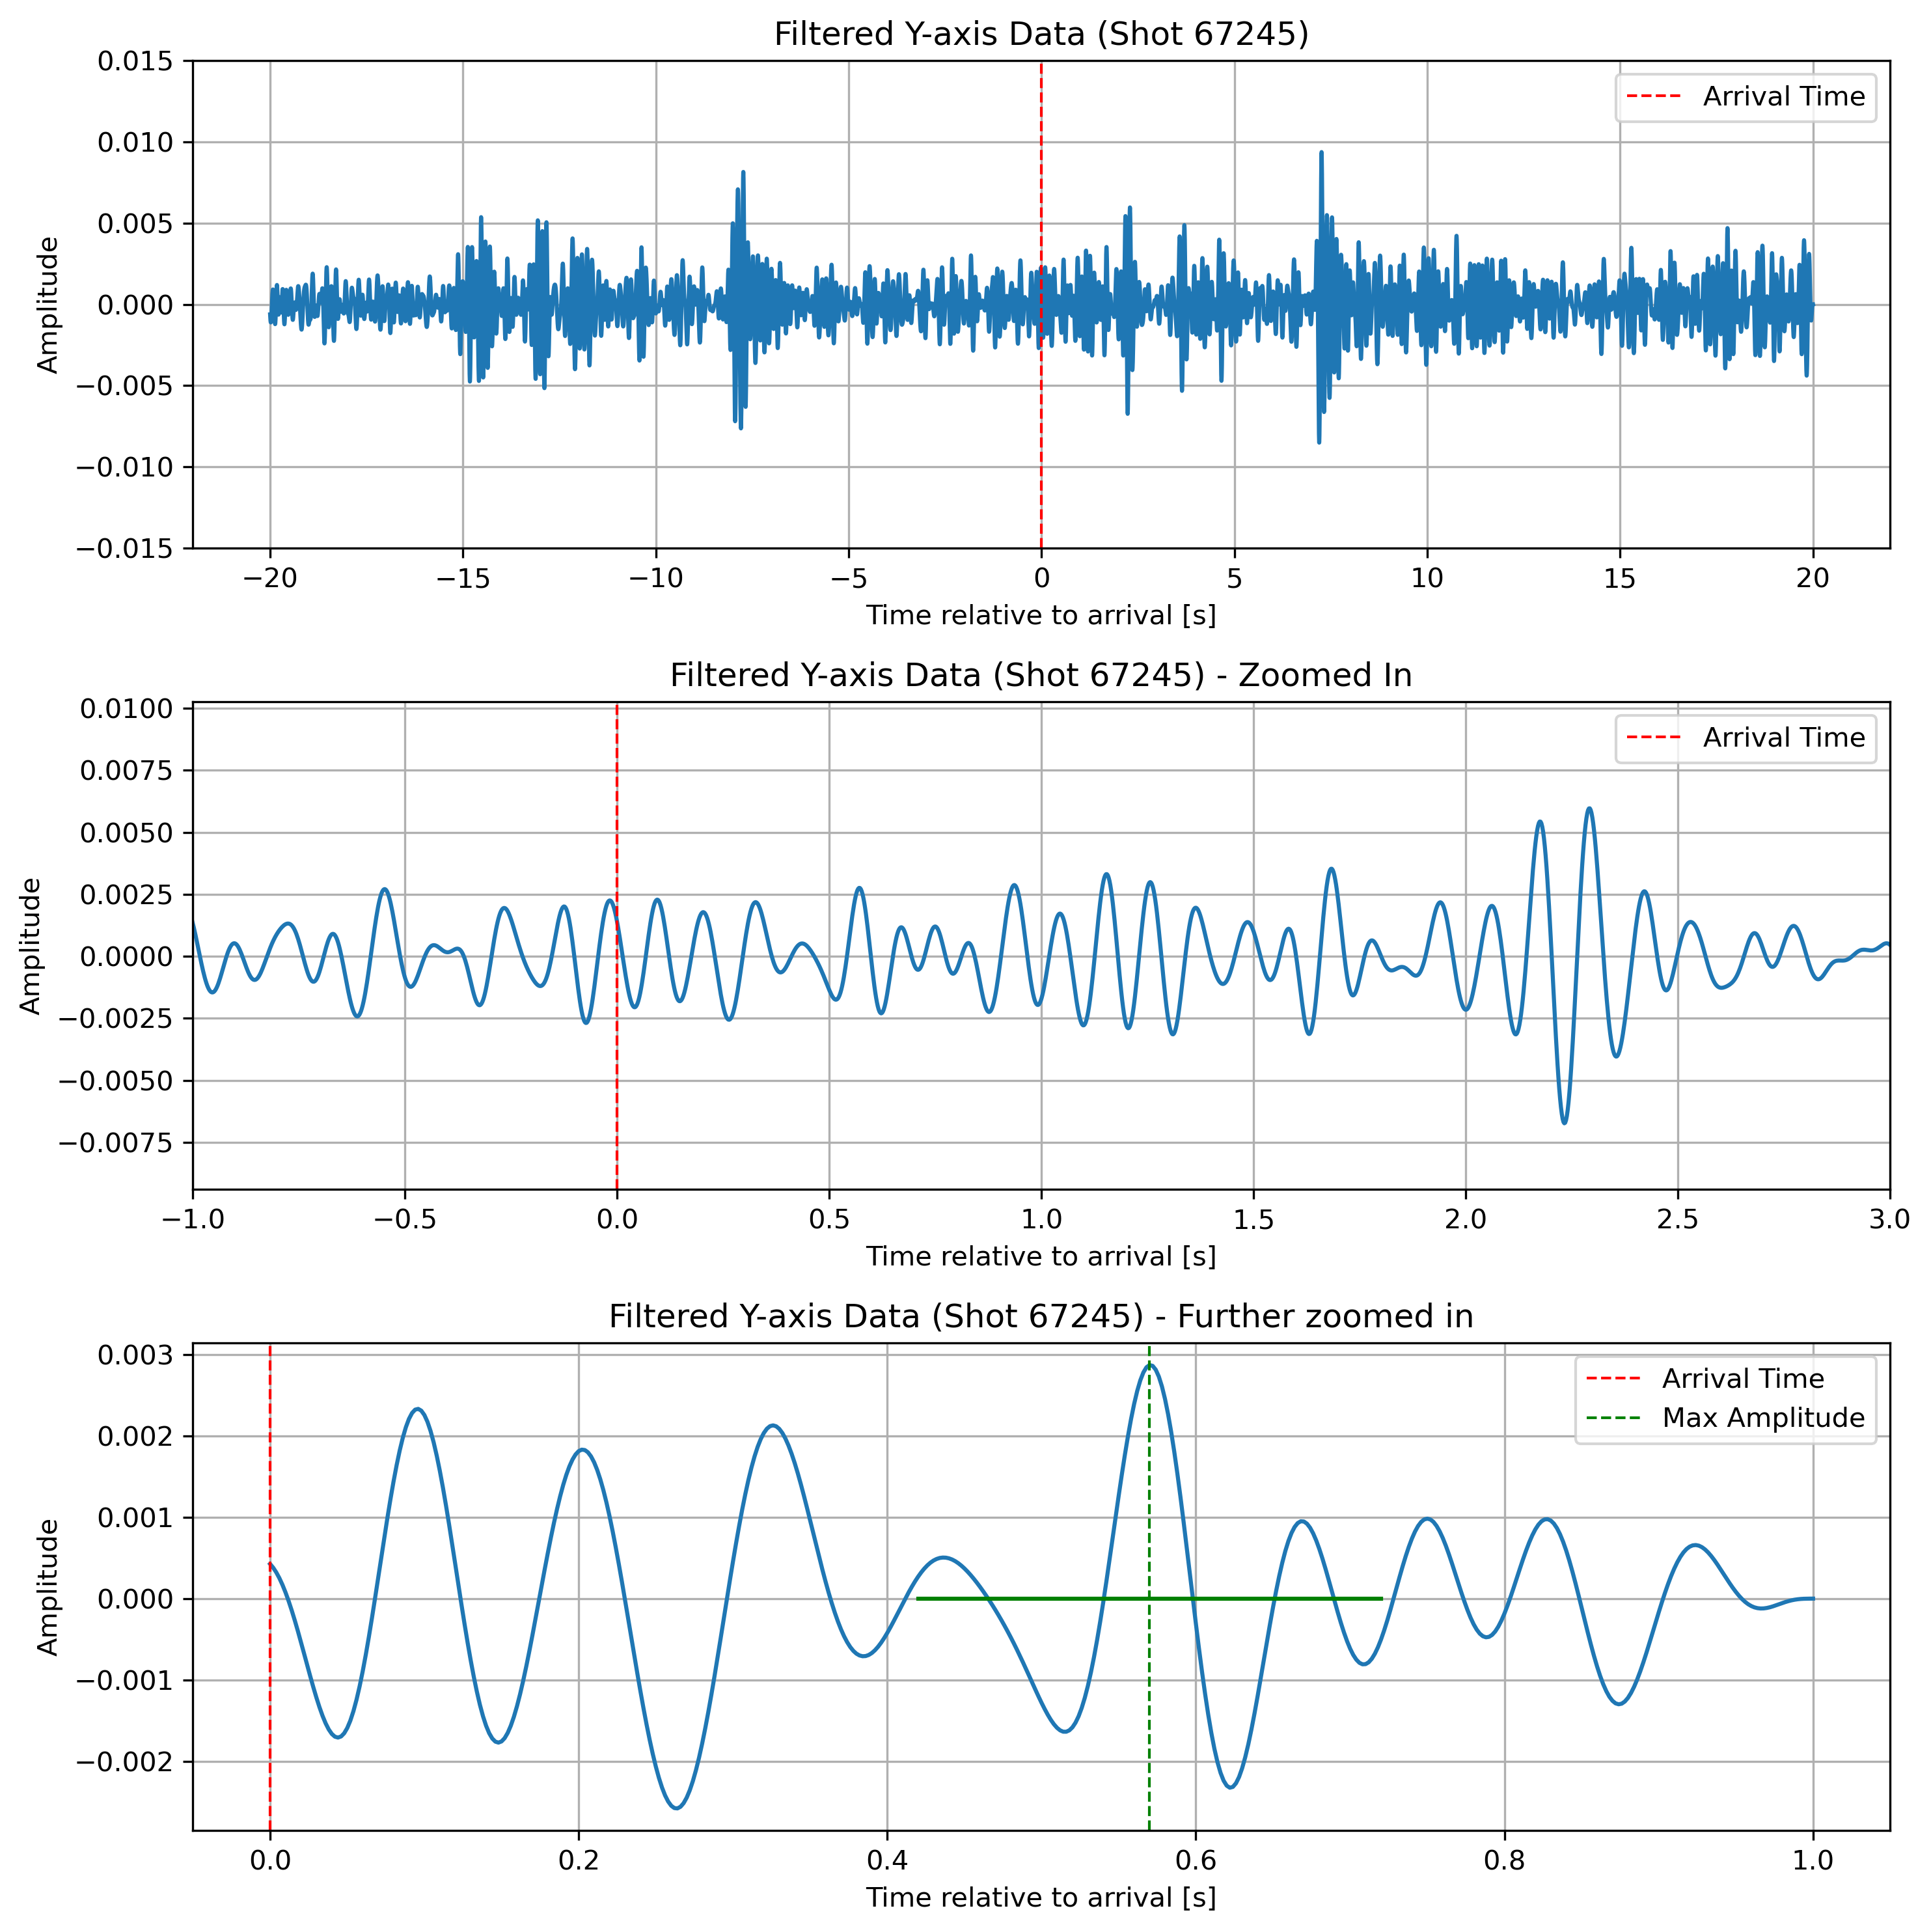 Filtered Y-axis Data (Shot 67245)
0.015
0.010
0.005
0.000
−0.005
−0.010
−0.015
Amplitude
Arrival Time
−20 −15 −10 −5 0 5 10 15 20
Time relative to arrival [s]
Filtered Y-axis Data (Shot 67245) - Zoomed In
0.0100
0.0075
0.0050
0.0025
0.0000
−0.0025
−0.0050
−0.0075
Amplitude
Arrival Time
−1.0 −0.5 0.0 0.5 1.0 1.5 2.0 2.5 3.0
Time relative to arrival [s]
Filtered Y-axis Data (Shot 67245) - Further zoomed in
0.003
0.002
0.001
0.000
−0.001
−0.002
Amplitude
Arrival Time
Max Amplitude
0.0 0.2 0.4 0.6 0.8 1.0
Time relative to arrival [s]